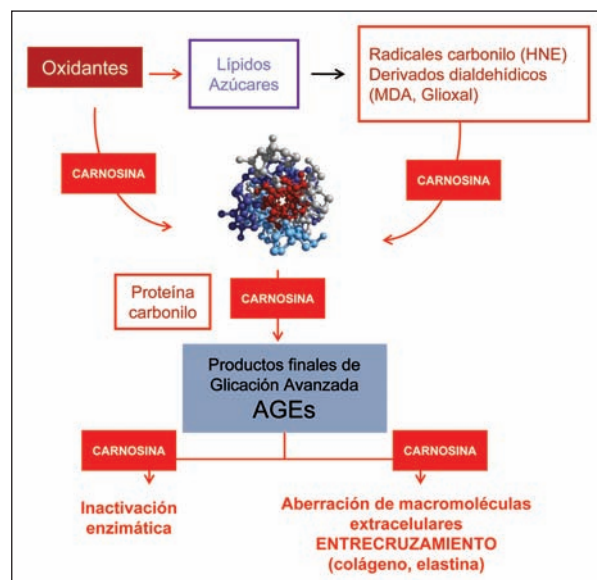 Oxidantes
Lípidos
Azúcares
Radicales carbonilo (HNE)
Derivados dialdehídicos
(MDA, Glioxal)
CARNOSINA
CARNOSINA
Proteína
carbonilo
CARNOSINA
Productos finales de
Glicación Avanzada
AGEs
CARNOSINA
CARNOSINA
Inactivación
enzimática
Aberración de macromoléculas
extracelulares
ENTRECRUZAMIENTO
(colágeno, elastina)